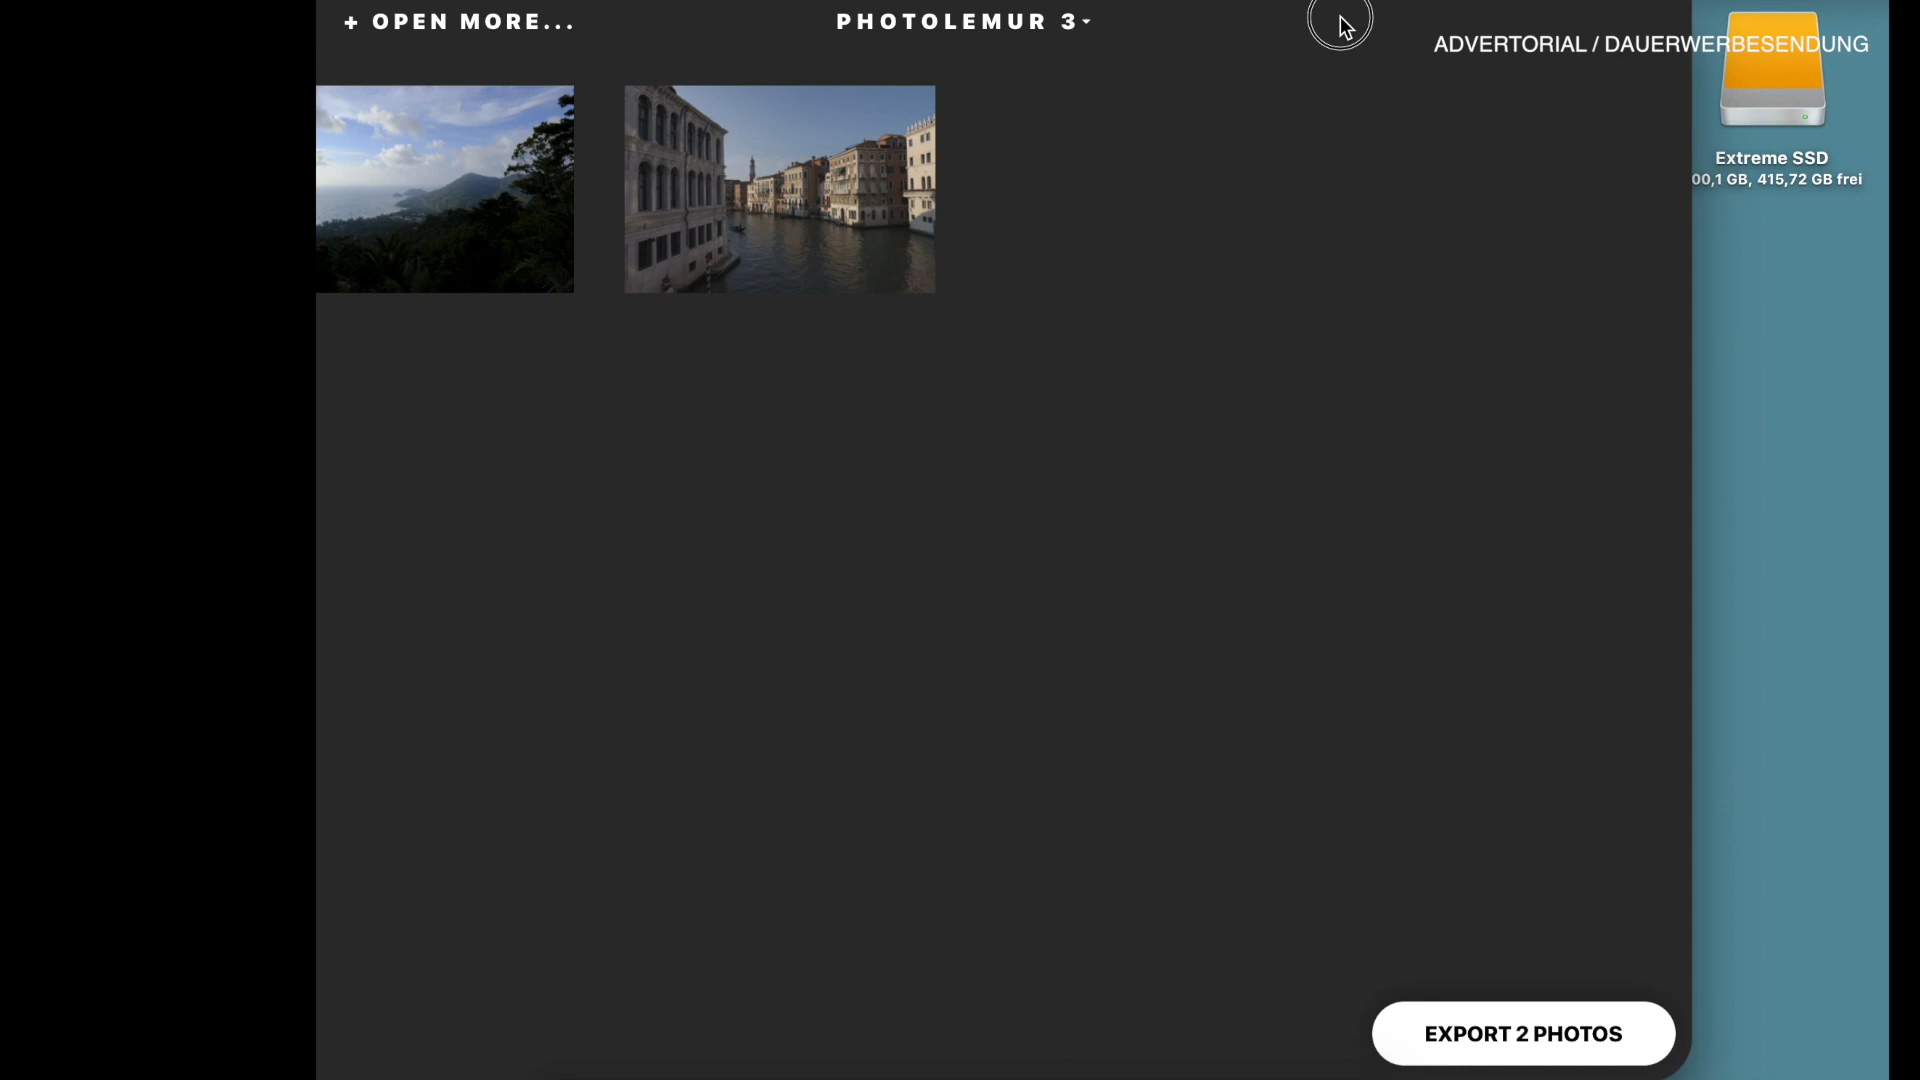 + OPEN MORE...
PHOTOLEMUR 3
ADVERTORIAL / DAUERWERBESENDUNG
Extreme SSD
00,1 GB, 415,72 GB frei
EXPORT 2 PHOTOS